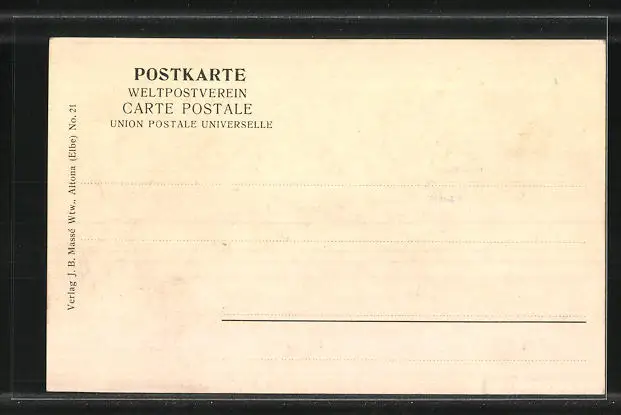 POSTKARTE
WELTPOSTVEREIN
CARTE POSTALE
UNION POSTALE UNIVERSELLE
Verlag J. B. Massé Wtw., Altona (Elbe) No. 21